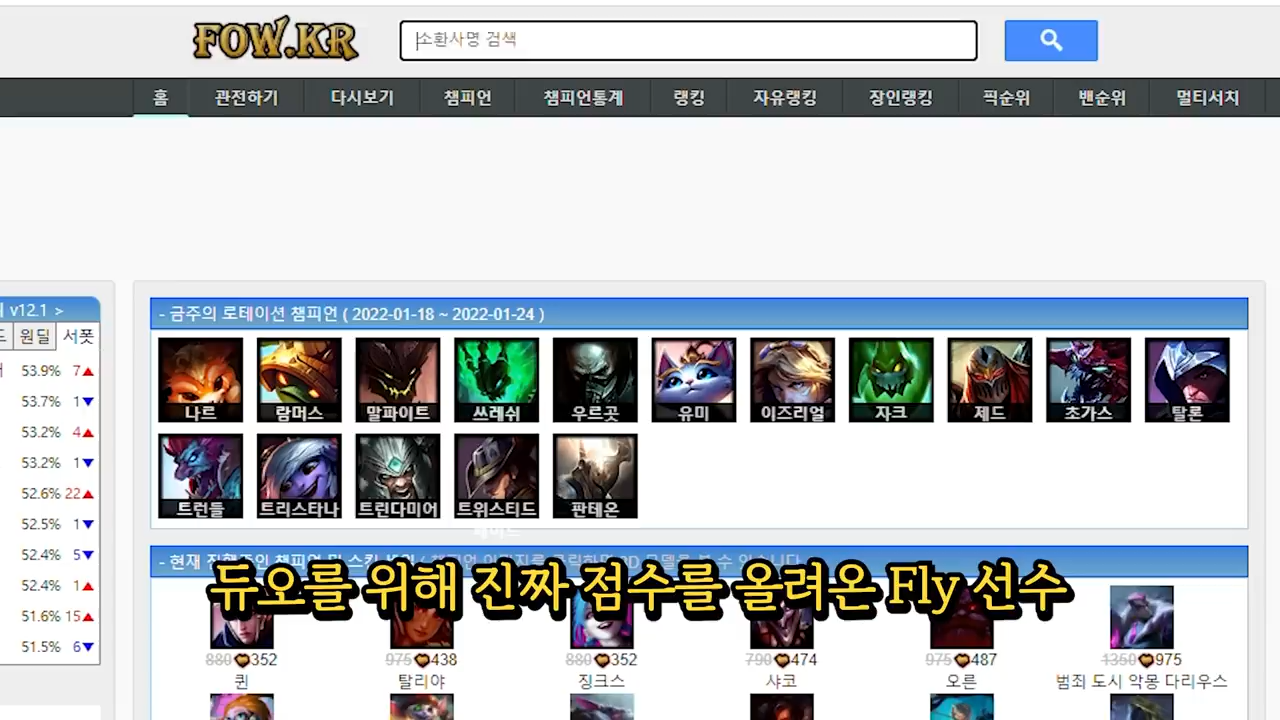 FOW.KR
소환사명 검색
홈 관전하기 다시보기 챔피언 챔피언통계 랭킹 자유랭킹 장인랭킹 픽순위 밴순위 멀티서치
v12.1 >
원딜 서폿
- 금주의 로테이션 챔피언 ( 2022-01-18 ~ 2022-01-24 )
53.9% 7▲
53.7% 1▼
53.2% 4▲
53.2% 1▼
52.6% 22▲
52.5% 1▼
52.4% 5▼
52.4% 1▲
51.6% 15▲
51.5% 6▼
나르 람머스 말파이트 쓰레쉬 우르곳 유미 이즈리얼 자크 제드 초가스 탈론
트런들 트리스타나 트린다미어 트위스티드 판테온
페이트
듀오를 위해 진짜 점수를 올려온 Fly 선수
880 352 975 438 880 352 790 474 975 487 1350 975
퀸 탈리야 징크스 샤코 오른 범죄 도시 악몽 다리우스